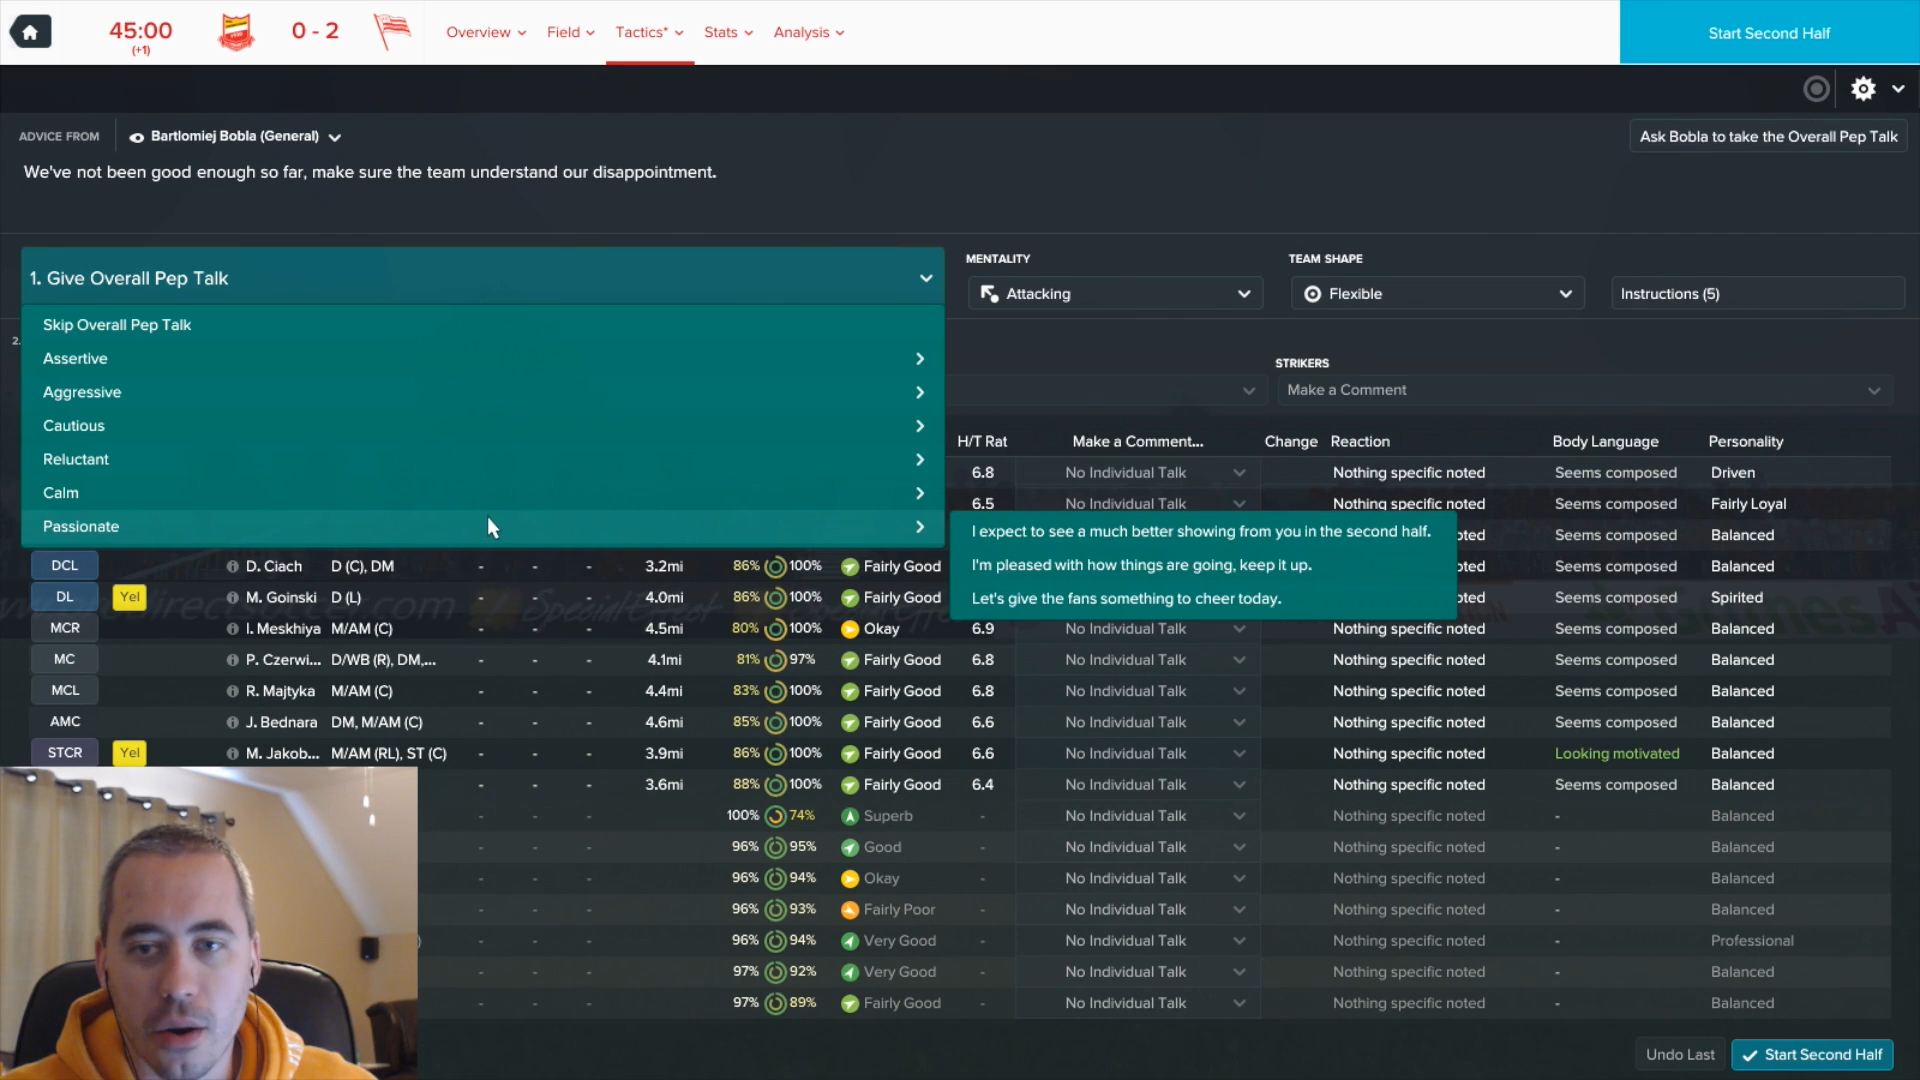 45:00
(+1)
0 - 2
Overview
Field
Tactics*
Stats
Analysis
Start Second Half
ADVICE FROM
Bartlomiej Bobla (General)
Ask Bobla to take the Overall Pep Talk
We've not been good enough so far, make sure the team understand our disappointment.
1. Give Overall Pep Talk
MENTALITY
Attacking
TEAM SHAPE
Flexible
Instructions (5)
Skip Overall Pep Talk
Assertive
Aggressive
Cautious
Reluctant
Calm
Passionate
2.
STRIKERS
Make a Comment
H/T Rat Make a Comment... Change Reaction Body Language Personality
6.8 No Individual Talk Nothing specific noted Seems composed Driven
6.5 No Individual Talk Nothing specific noted Seems composed Fairly Loyal
I expect to see a much better showing from you in the second half.
I'm pleased with how things are going, keep it up.
Let's give the fans something to cheer today.
oted Seems composed Balanced
DCL D. Ciach D (C), DM - - - 3.2mi 86% 100% Fairly Good oted Seems composed Balanced
DL Yel M. Goinski D (L) - - - 4.0mi 86% 100% Fairly Good oted Seems composed Spirited
MCR I. Meskhiya M/AM (C) - - - 4.5mi 80% 100% Okay 6.9 No Individual Talk Nothing specific noted Seems composed Balanced
MC P. Czerwi... D/WB (R), DM,... - - - 4.1mi 81% 97% Fairly Good 6.8 No Individual Talk Nothing specific noted Seems composed Balanced
MCL R. Majtyka M/AM (C) - - - 4.4mi 83% 100% Fairly Good 6.8 No Individual Talk Nothing specific noted Seems composed Balanced
AMC J. Bednara DM, M/AM (C) - - - 4.6mi 85% 100% Fairly Good 6.6 No Individual Talk Nothing specific noted Seems composed Balanced
STCR Yel M. Jakob... M/AM (RL), ST (C) - - - 3.9mi 86% 100% Fairly Good 6.6 No Individual Talk Nothing specific noted Looking motivated Balanced
- - - 3.6mi 88% 100% Fairly Good 6.4 No Individual Talk Nothing specific noted Seems composed Balanced
- - - 100% 74% Superb - No Individual Talk Nothing specific noted - Balanced
- - - 96% 95% Good - No Individual Talk Nothing specific noted - Balanced
- - - 96% 94% Okay - No Individual Talk Nothing specific noted - Balanced
- - - 96% 93% Fairly Poor - No Individual Talk Nothing specific noted - Balanced
) - - - 96% 94% Very Good - No Individual Talk Nothing specific noted - Professional
- - - 97% 92% Very Good - No Individual Talk Nothing specific noted - Balanced
- - - 97% 89% Fairly Good - No Individual Talk Nothing specific noted - Balanced
Undo Last
Start Second Half